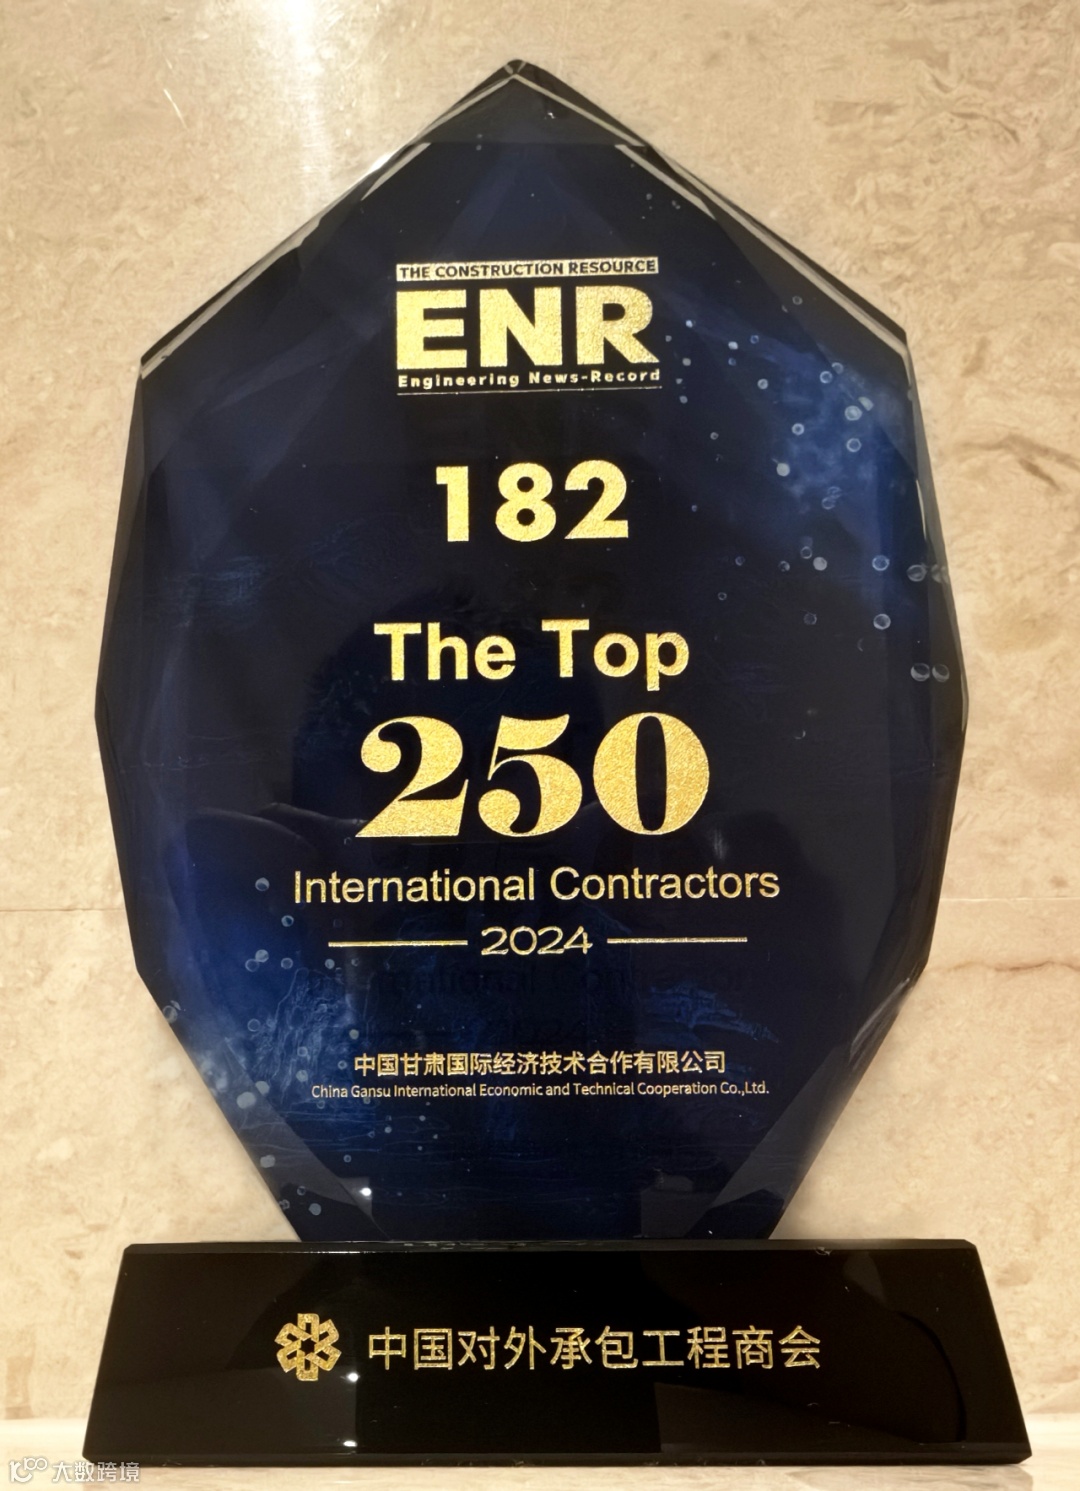 THE CONSTRUCTION RESOURCE
ENR
Engineering News-Record
182
The Top
250
International Contractors
2024
中国甘肃国际经济技术合作有限公司
China Gansu International Economic and Technical Cooperation Co.,Ltd.
中国对外承包工程商会
大数跨境